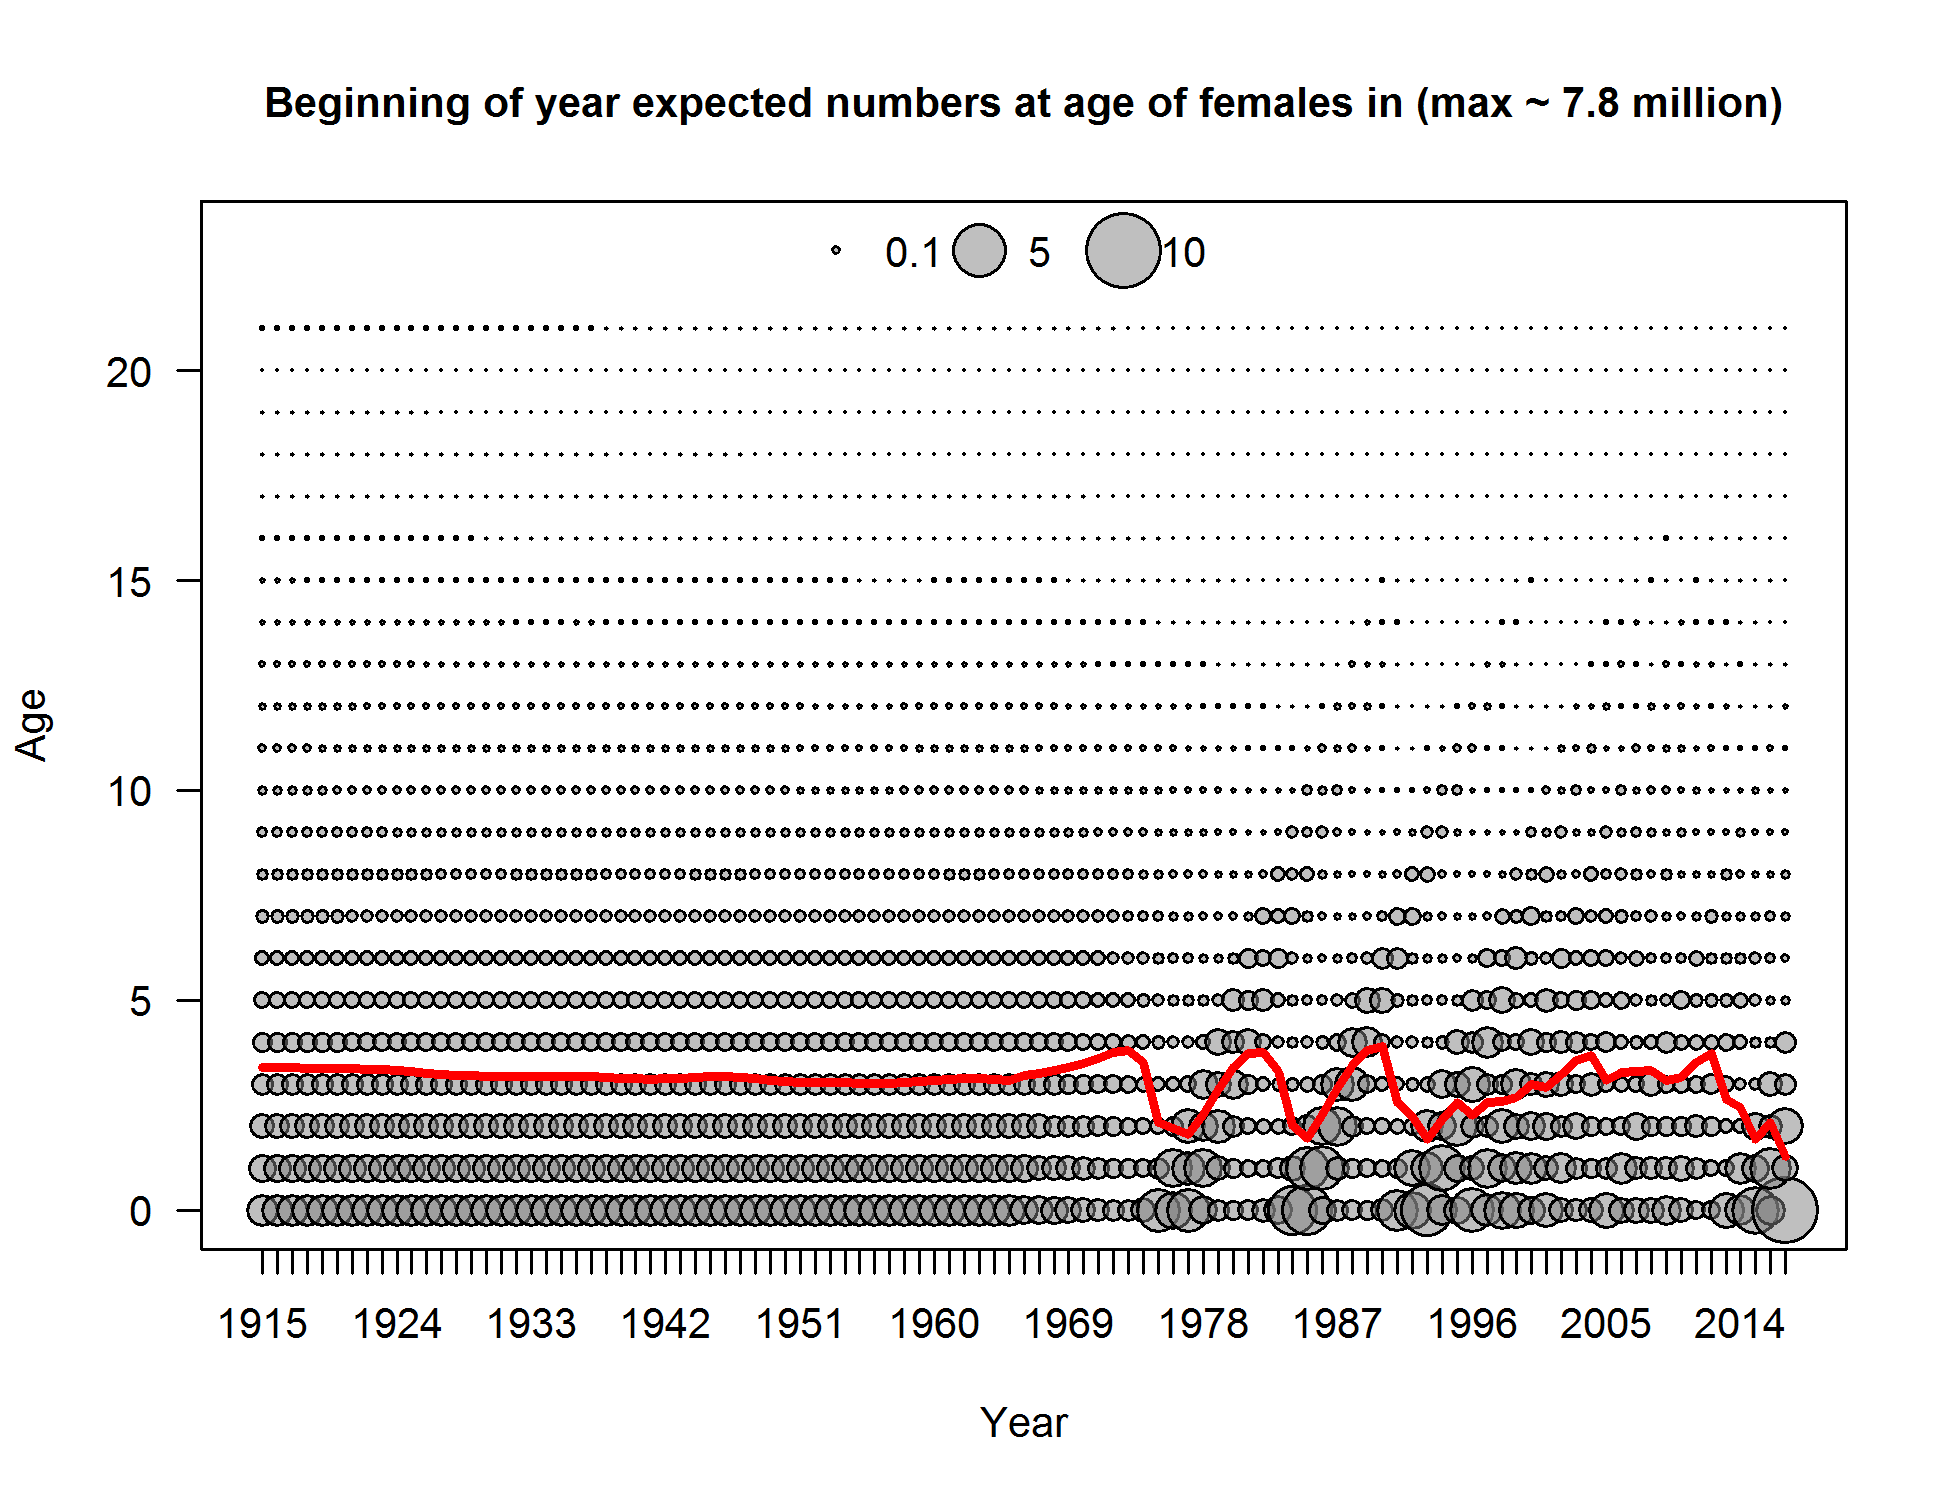 Beginning of year expected numbers at age of females in (max ~ 7.8 million)
0.1 5 10
20
15
10
5
0
Age
1915 1924 1933 1942 1951 1960 1969 1978 1987 1996 2005 2014
Year